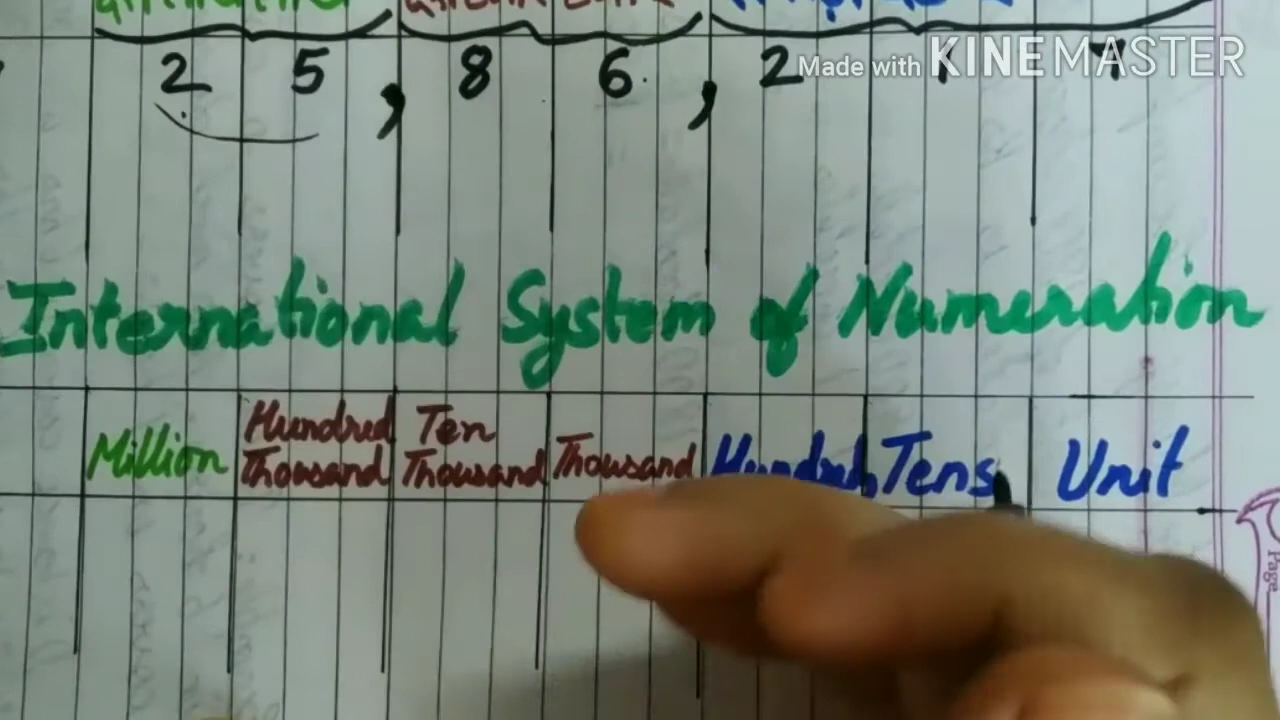 2 5 , 8 6 , 2
Made with KINEMASTER
International System of Numeration
Million Hundred Thousand Ten Thousand Thousand Tens Unit
Page